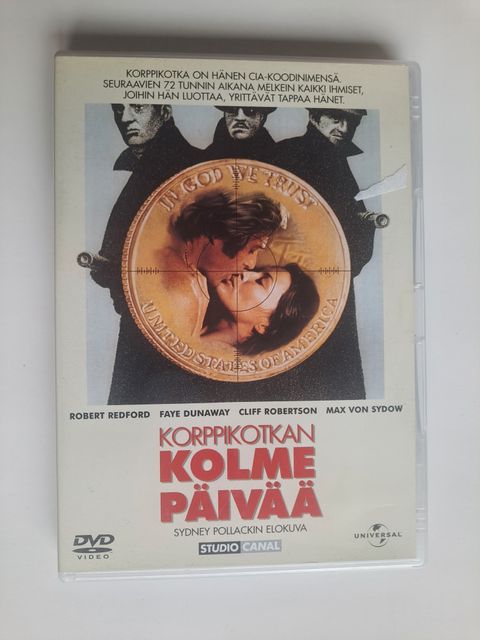 KORPPIKOTKA ON HÄNEN CIA-KOODINIMENSÄ.
SEURAAVIEN 72 TUNNIN AIKANA MELKEIN KAIKKI IHMISET,
JOIHIN HÄN LUOTTAA, YRITTÄVÄT TAPPAA HÄNET.
IN GOD WE TRUST
UNITED STATES OF AMERICA
ROBERT REDFORD FAYE DUNAWAY CLIFF ROBERTSON MAX VON SYDOW
KORPPIKOTKAN
KOLME
PÄIVÄÄ
SYDNEY POLLACKIN ELOKUVA
STUDIO CANAL
DVD
VIDEO
UNIVERSAL